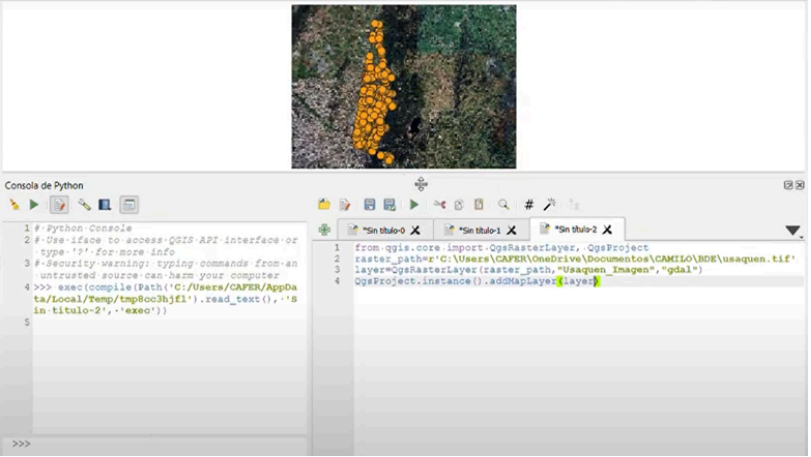 Consola de Python
1 # Python Console
2 # Use iface to access QGIS API interface or
type '?' for more info
3 # Security warning: typing commands from an
untrusted source can harm your computer
4 >>> exec(compile(Path('C:/Users/CAFER/AppDa
ta/Local/Temp/tmp8cc3hjfl').read_text(), 'S
in titulo-2', 'exec'))
5
>>>
*Sin título-0
*Sin título-1
*Sin título-2
1 from qgis.core import QgsRasterLayer, QgsProject
2 raster_path=r'C:\Users\CAFER\OneDrive\Documentos\CAMILO\BDE\usaquen.tif'
3 layer=QgsRasterLayer(raster_path,"Usaquen_Imagen","gdal")
4 QgsProject.instance().addMapLayer(layer)